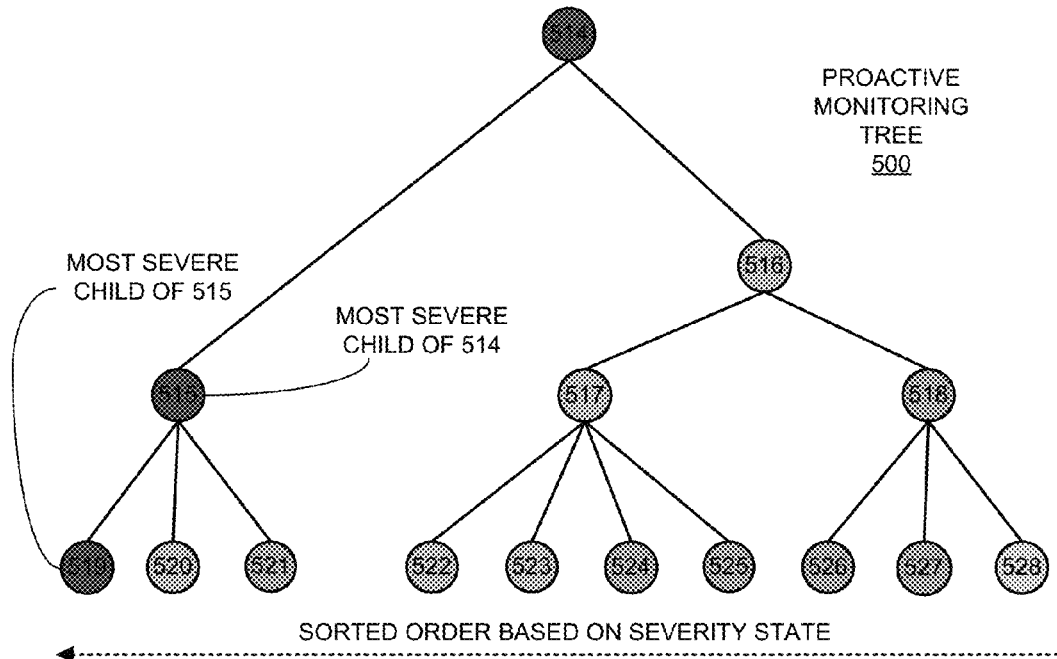 514
PROACTIVE
MONITORING
TREE
500
516
MOST SEVERE
CHILD OF 515
MOST SEVERE
CHILD OF 514
515
517
518
519
520
521
522
523
524
525
526
527
528
SORTED ORDER BASED ON SEVERITY STATE